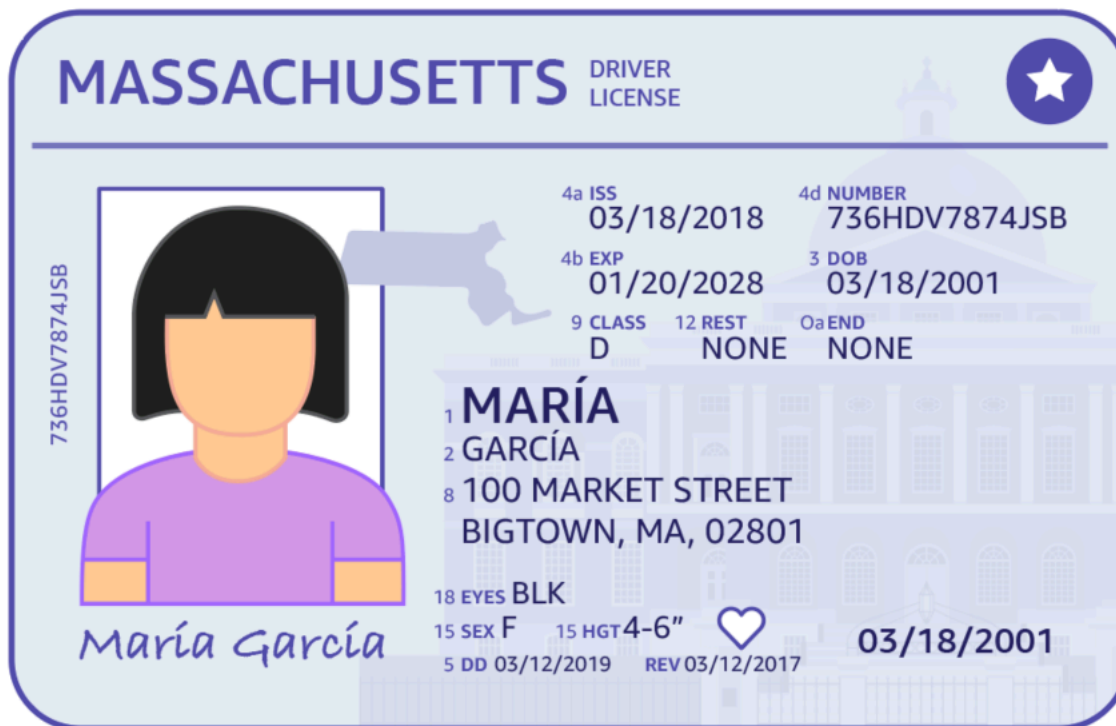 MASSACHUSETTS DRIVER LICENSE
736HDV7874JSB
4a ISS 4d NUMBER
03/18/2018 736HDV7874JSB
4b EXP 3 DOB
01/20/2028 03/18/2001
9 CLASS 12 REST OaEND
D NONE NONE
1 MARÍA
2 GARCÍA
8 100 MARKET STREET
BIGTOWN, MA, 02801
18 EYES BLK
15 SEX F 15 HGT 4-6"
5 DD 03/12/2019 REV 03/12/2017
03/18/2001
María García